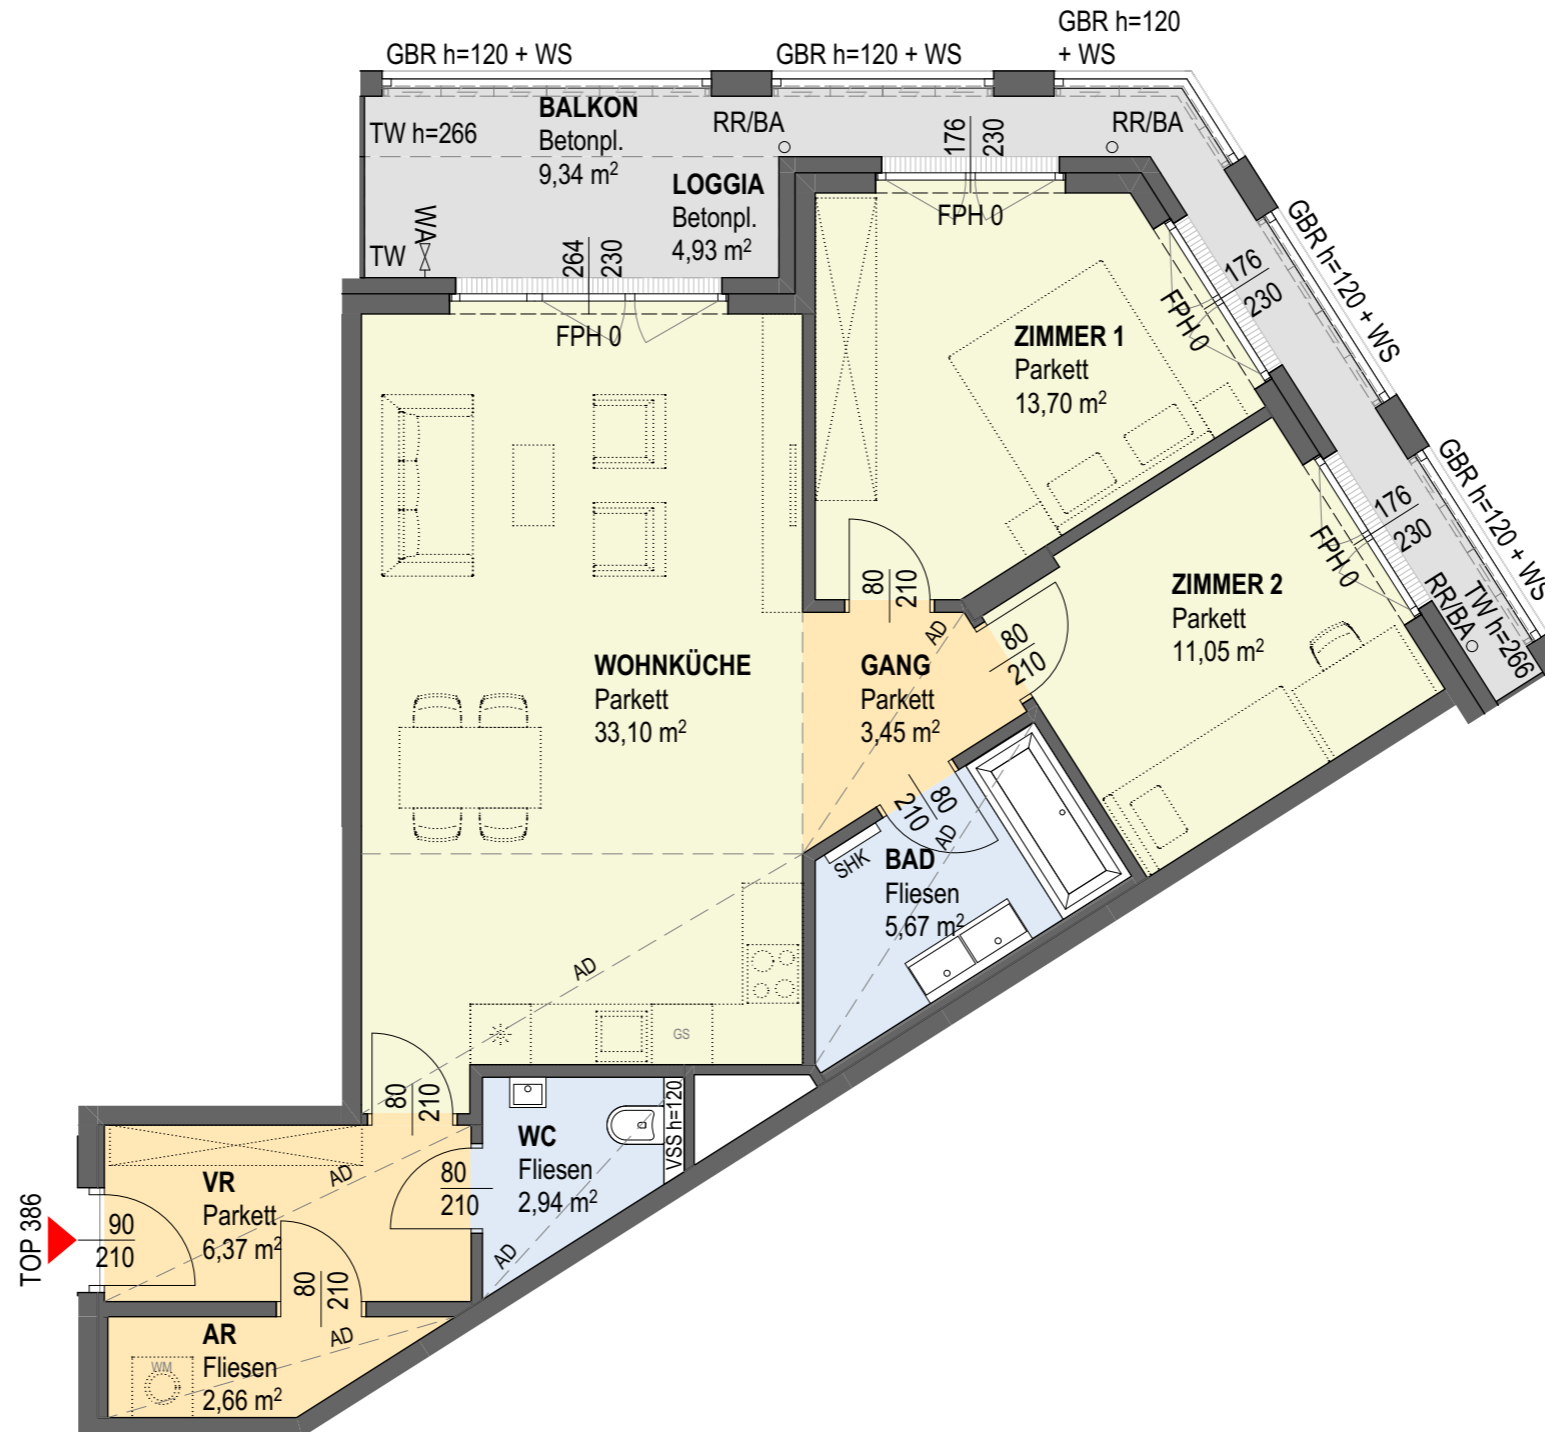 GBR h=120 + WS
GBR h=120 + WS
GBR h=120
+ WS
BALKON
Betonpl.
9,34 m²
TW h=266
RR/BA
176
230
RR/BA
LOGGIA
Betonpl.
4,93 m²
WA
TW
264
230
FPH 0
FPH 0
GBR h=120 + WS
176
230
FPH 0
ZIMMER 1
Parkett
13,70 m²
GBR h=120 + WS
176
230
FPH 0
TW h=266
RR/BA
ZIMMER 2
Parkett
11,05 m²
80
210
AD
80
210
WOHNKÜCHE
Parkett
33,10 m²
GANG
Parkett
3,45 m²
80
210
AD
SHK
BAD
Fliesen
5,67 m²
AD
GS
80
210
VSS h=120
WC
Fliesen
2,94 m²
AD
AD
VR
Parkett
6,37 m²
80
210
TOP 386
90
210
80
210
AD
AR
Fliesen
2,66 m²
WM